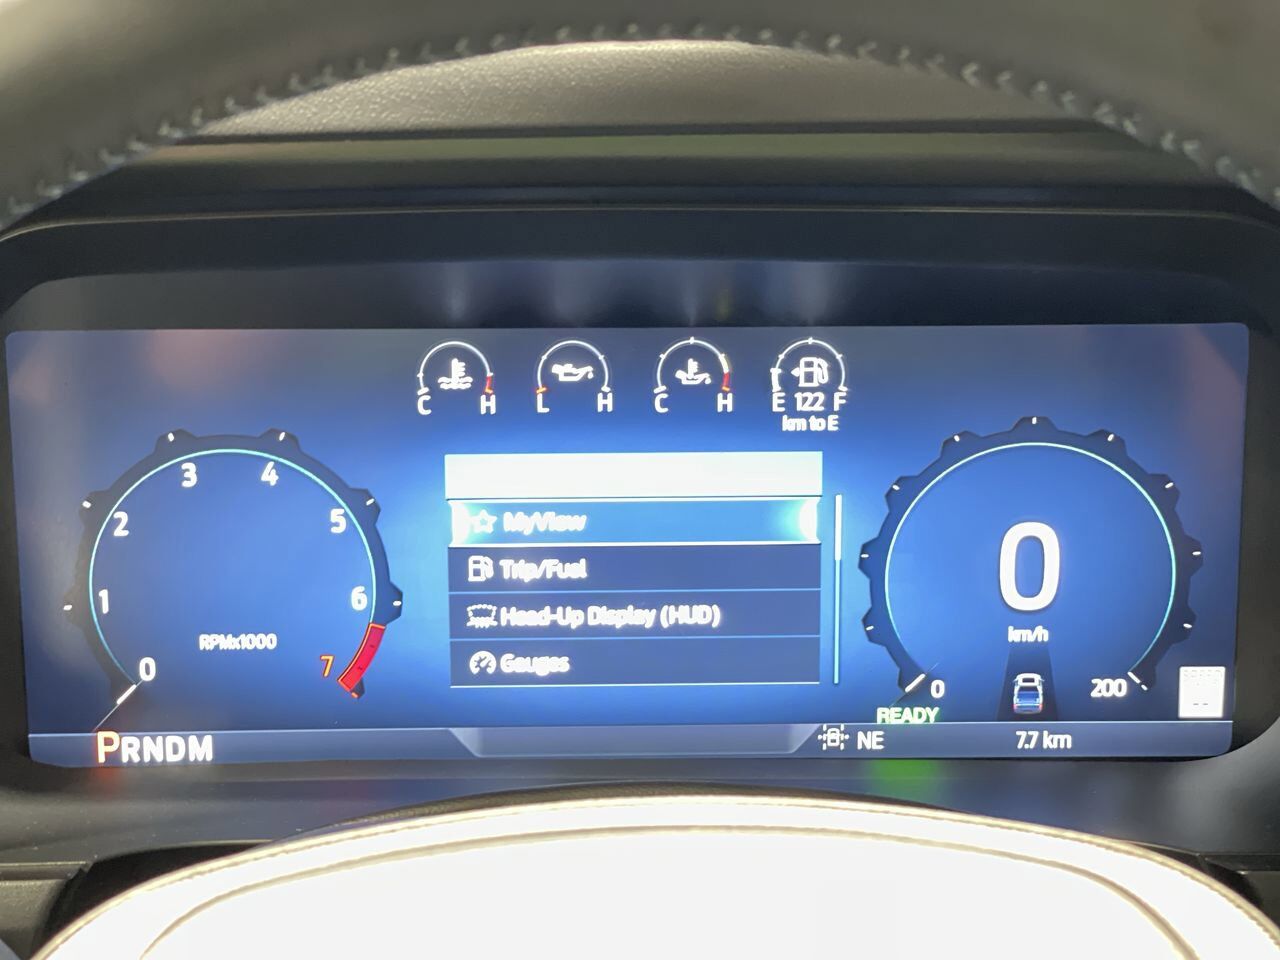 C H
L H
C H
E 122 F
km to E
0 1 2 3 4 5 6 7
RPMx1000
MyView
Trip/Fuel
Head-Up Display (HUD)
Gauges
0
km/h
0 200
READY
PRNDM
NE
7.7 km